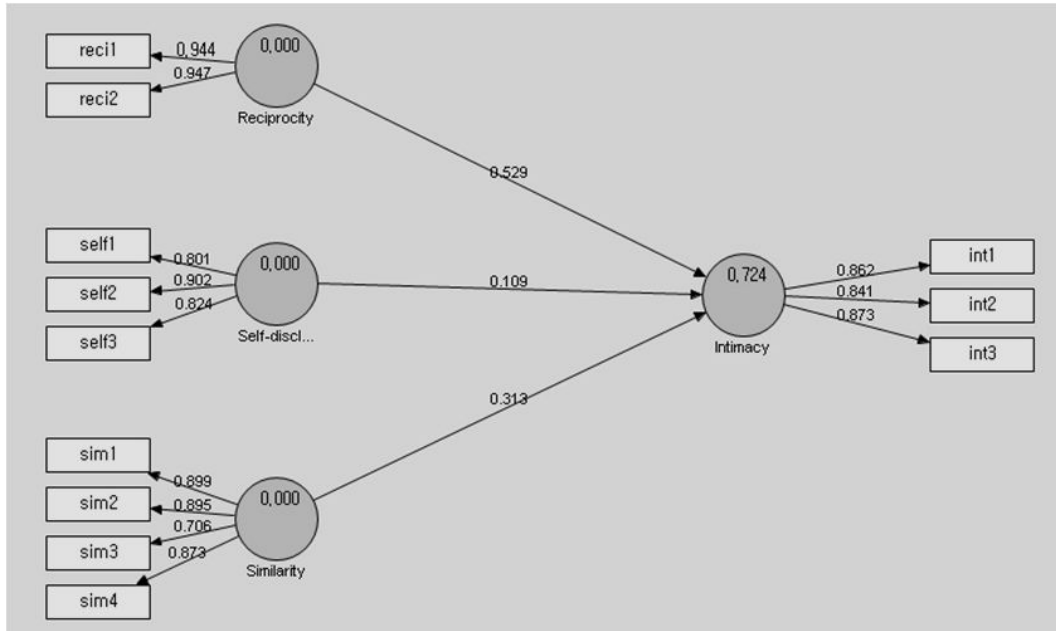 reci1
0,944
0,000
0.947
reci2
Reciprocity
0.529
self1
0.801
0,000
self2
0.902
0.824
self3
Self-discl...
0.109
0,724
Intimacy
0.862
int1
0.841
int2
0.873
int3
0.313
sim1
0.899
0,000
sim2
0.895
0.706
sim3
0.873
sim4
Similarity